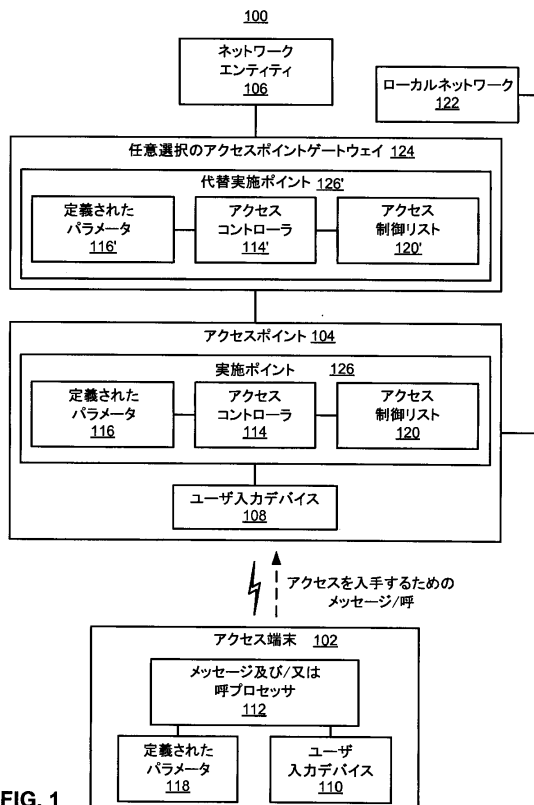 100
ネットワーク
エンティティ
106
ローカルネットワーク
122
任意選択のアクセスポイントゲートウェイ 124
代替実施ポイント 126'
定義された
パラメータ
116'
アクセス
コントローラ
114'
アクセス
制御リスト
120'
アクセスポイント 104
実施ポイント 126
定義された
パラメータ
116
アクセス
コントローラ
114
アクセス
制御リスト
120
ユーザ入力デバイス
108
アクセスを入手するための
メッセージ/呼
アクセス端末 102
メッセージ及び/又は
呼プロセッサ
112
定義された
パラメータ
118
ユーザ
入力デバイス
110
FIG. 1